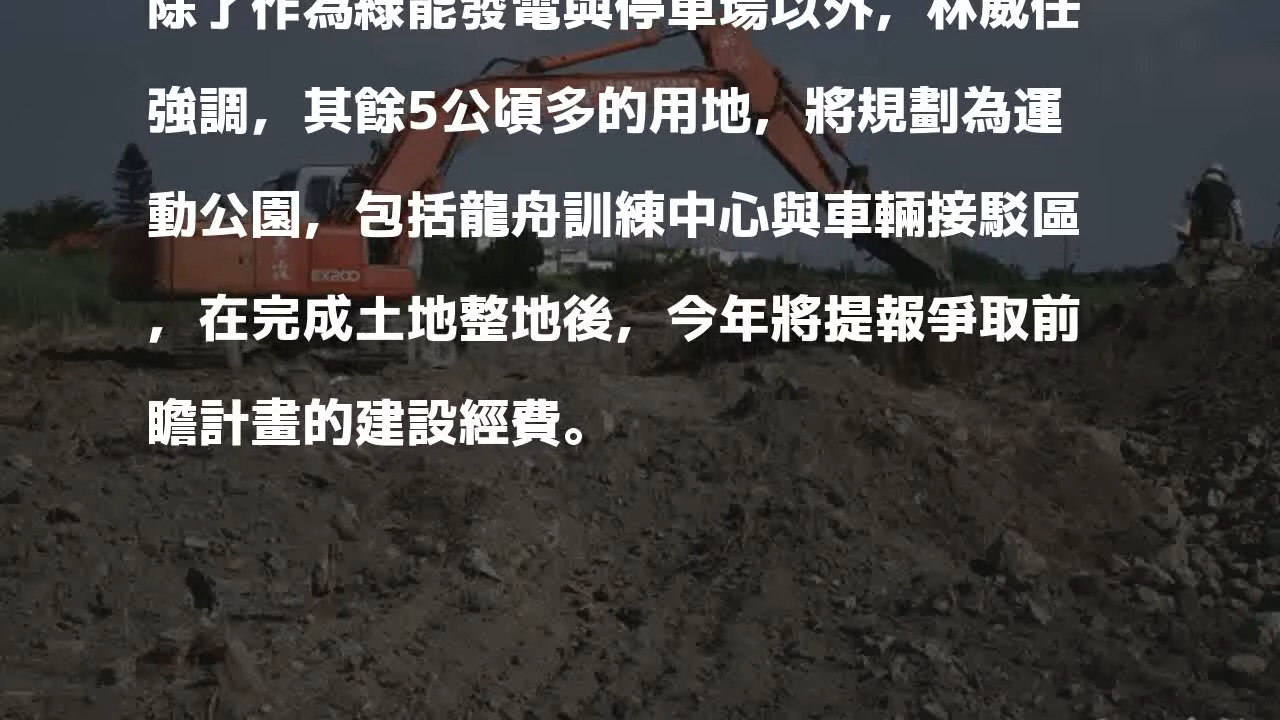 除了作為綠能發電與停車場以外，林威任
強調，其餘5公頃多的用地，將規劃為運
動公園，包括龍舟訓練中心與車輛接駁區
，在完成土地整地後，今年將提報爭取前
瞻計畫的建設經費。
EX200